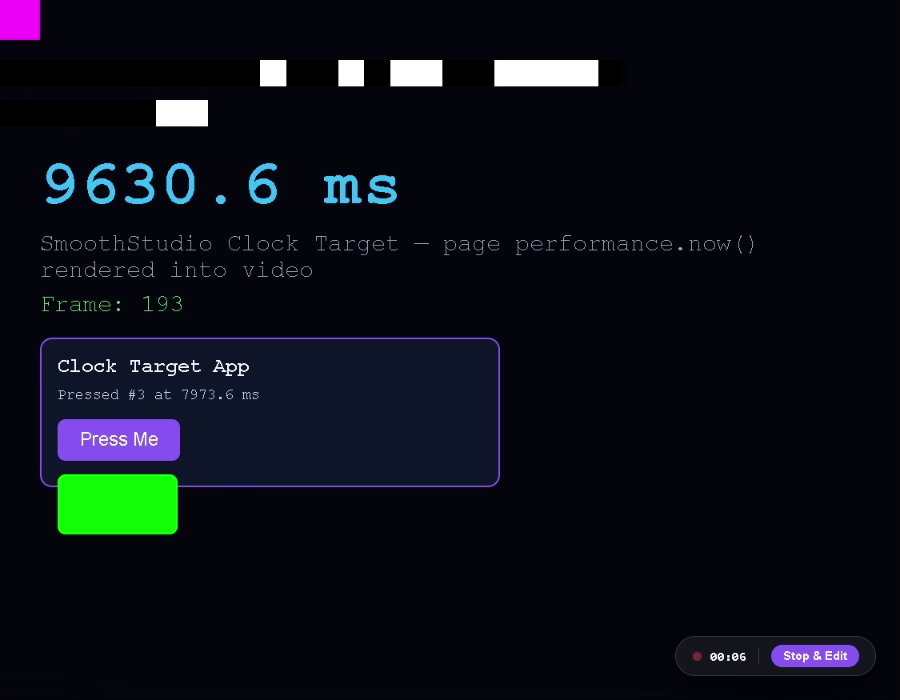 9630.6 ms
SmoothStudio Clock Target — page performance.now()
rendered into video
Frame: 193
Clock Target App
Pressed #3 at 7973.6 ms
Press Me
00:06
Stop & Edit